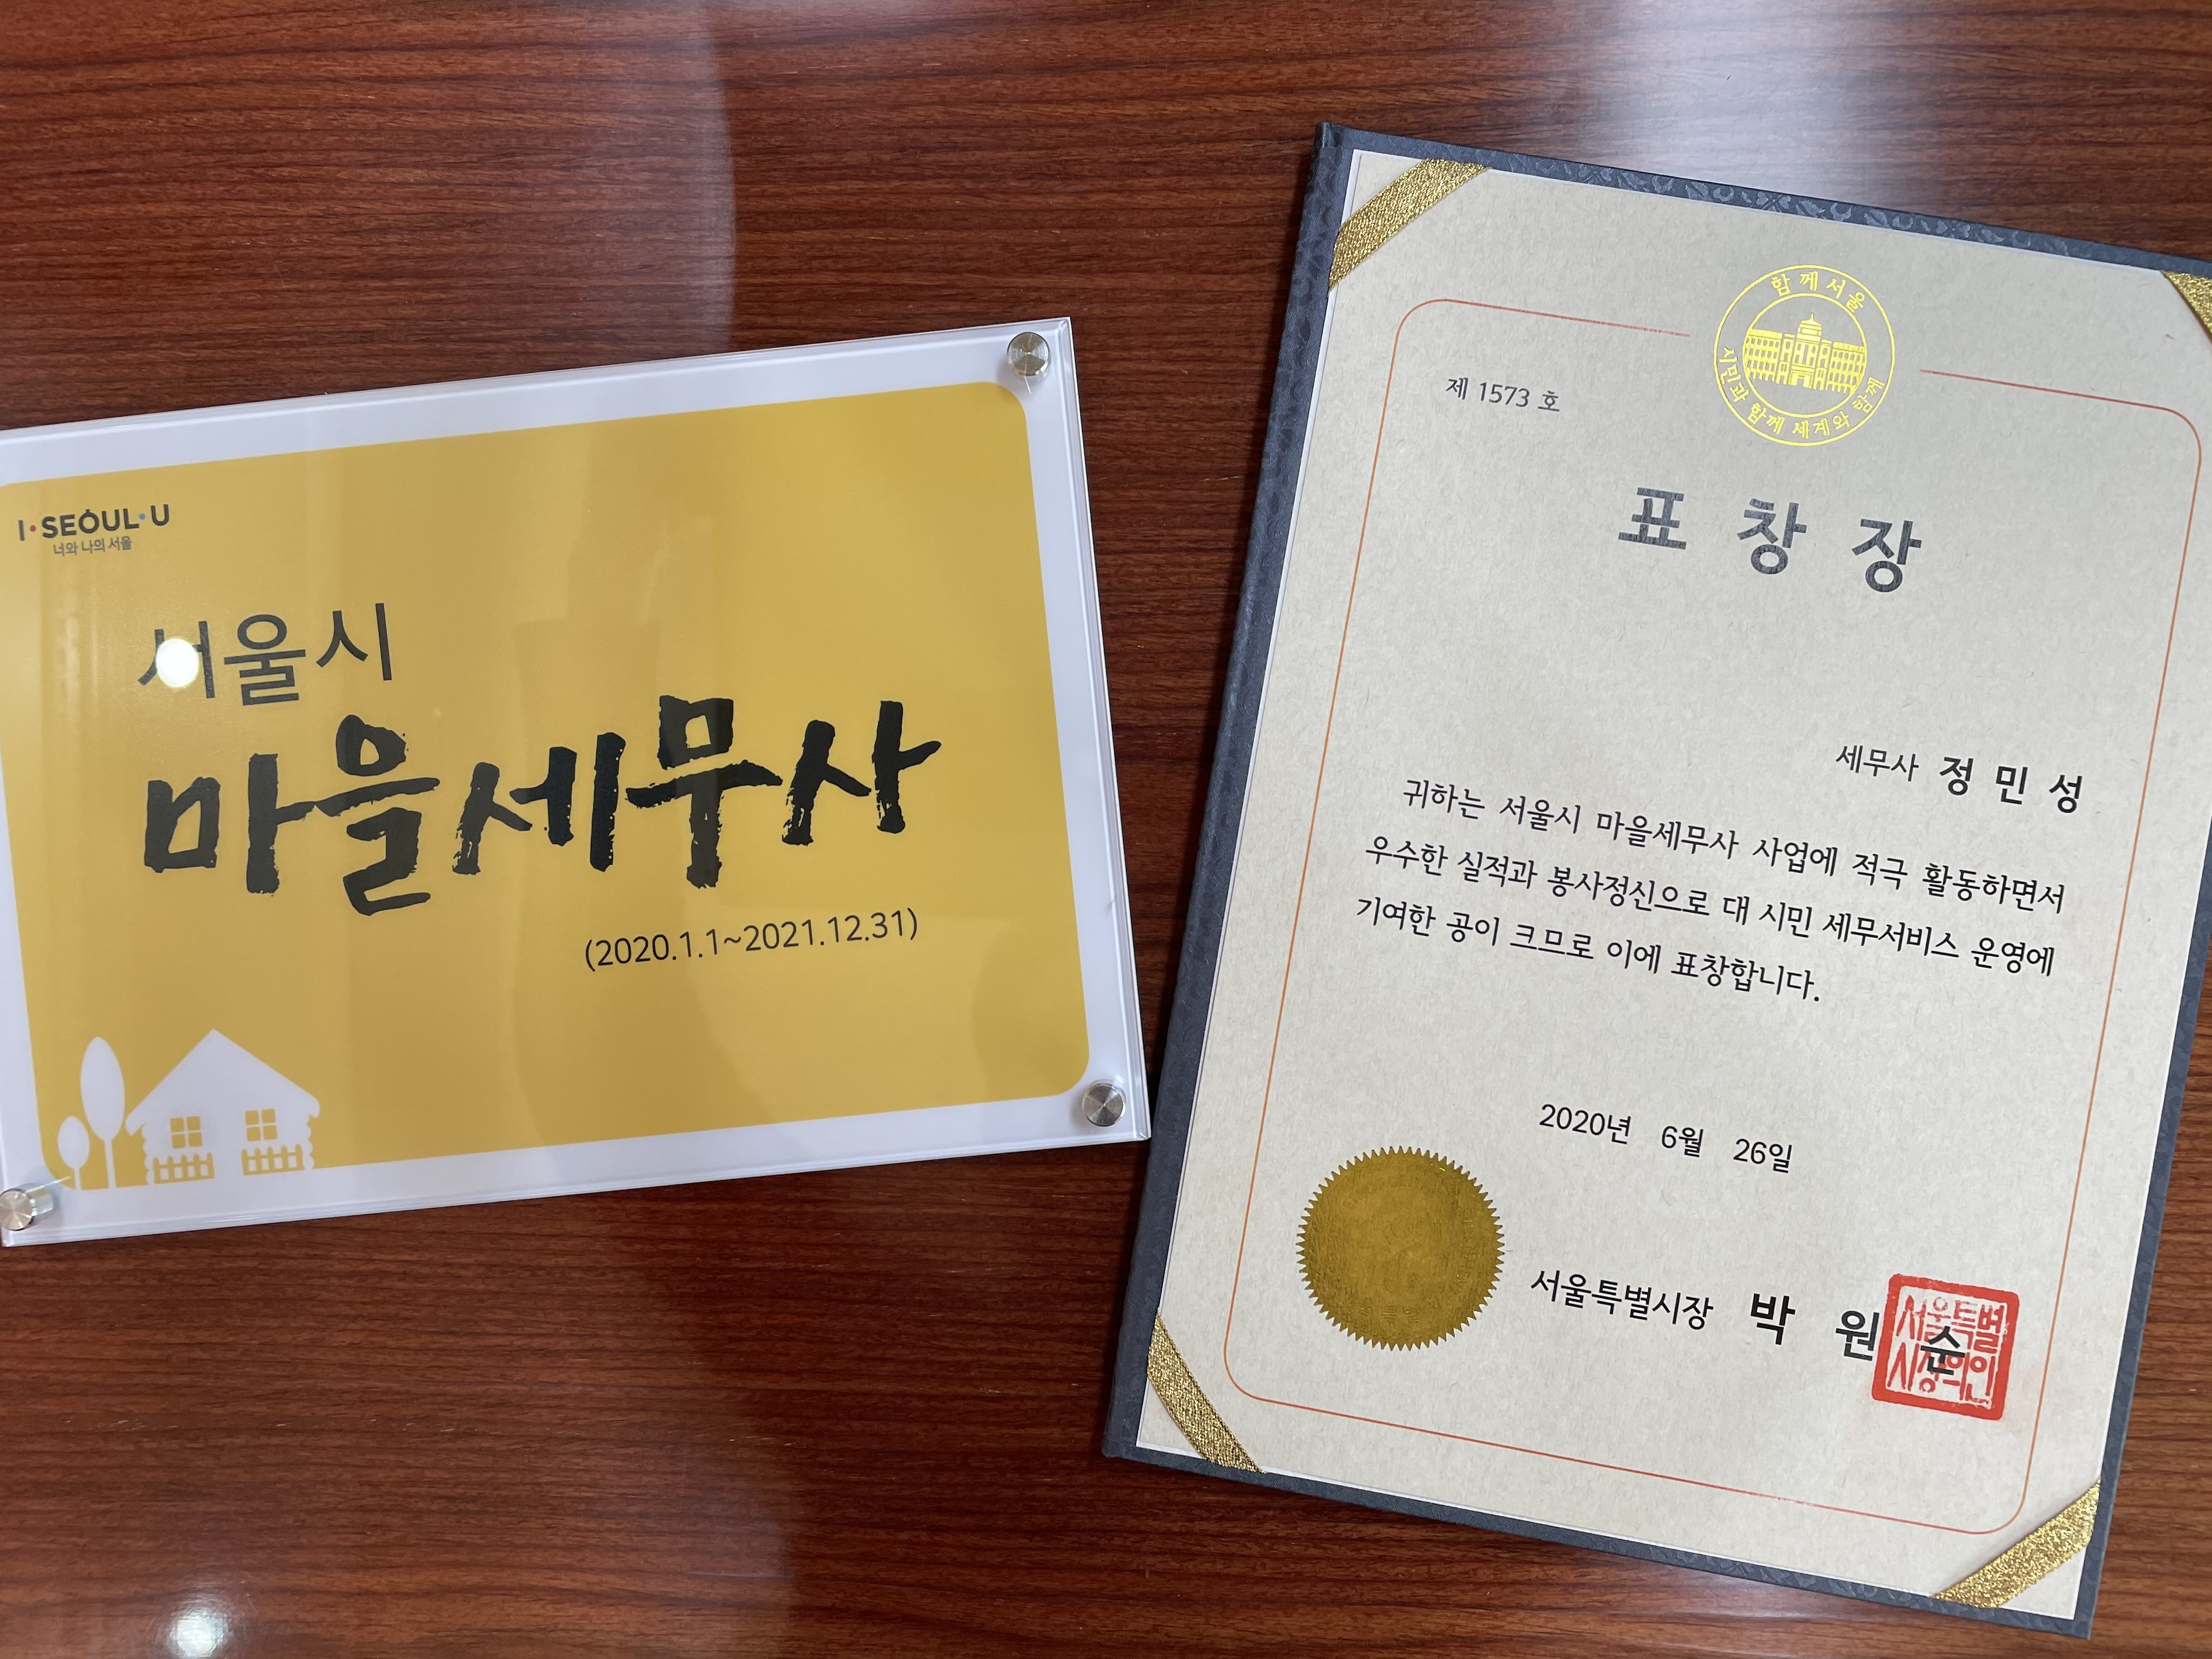 I·SEOUL·U
너와 나의 서울
서울시
마을세무사
(2020.1.1~2021.12.31)
함께서울
시민과 함께 세계와 함께
제 1573 호
표 창 장
세무사 정 민 성
귀하는 서울시 마을세무사 사업에 적극 활동하면서
우수한 실적과 봉사정신으로 대 시민 세무서비스 운영에
기여한 공이 크므로 이에 표창합니다.
2020년 6월 26일
서울특별시장 박 원 순
서울특별
시장의인